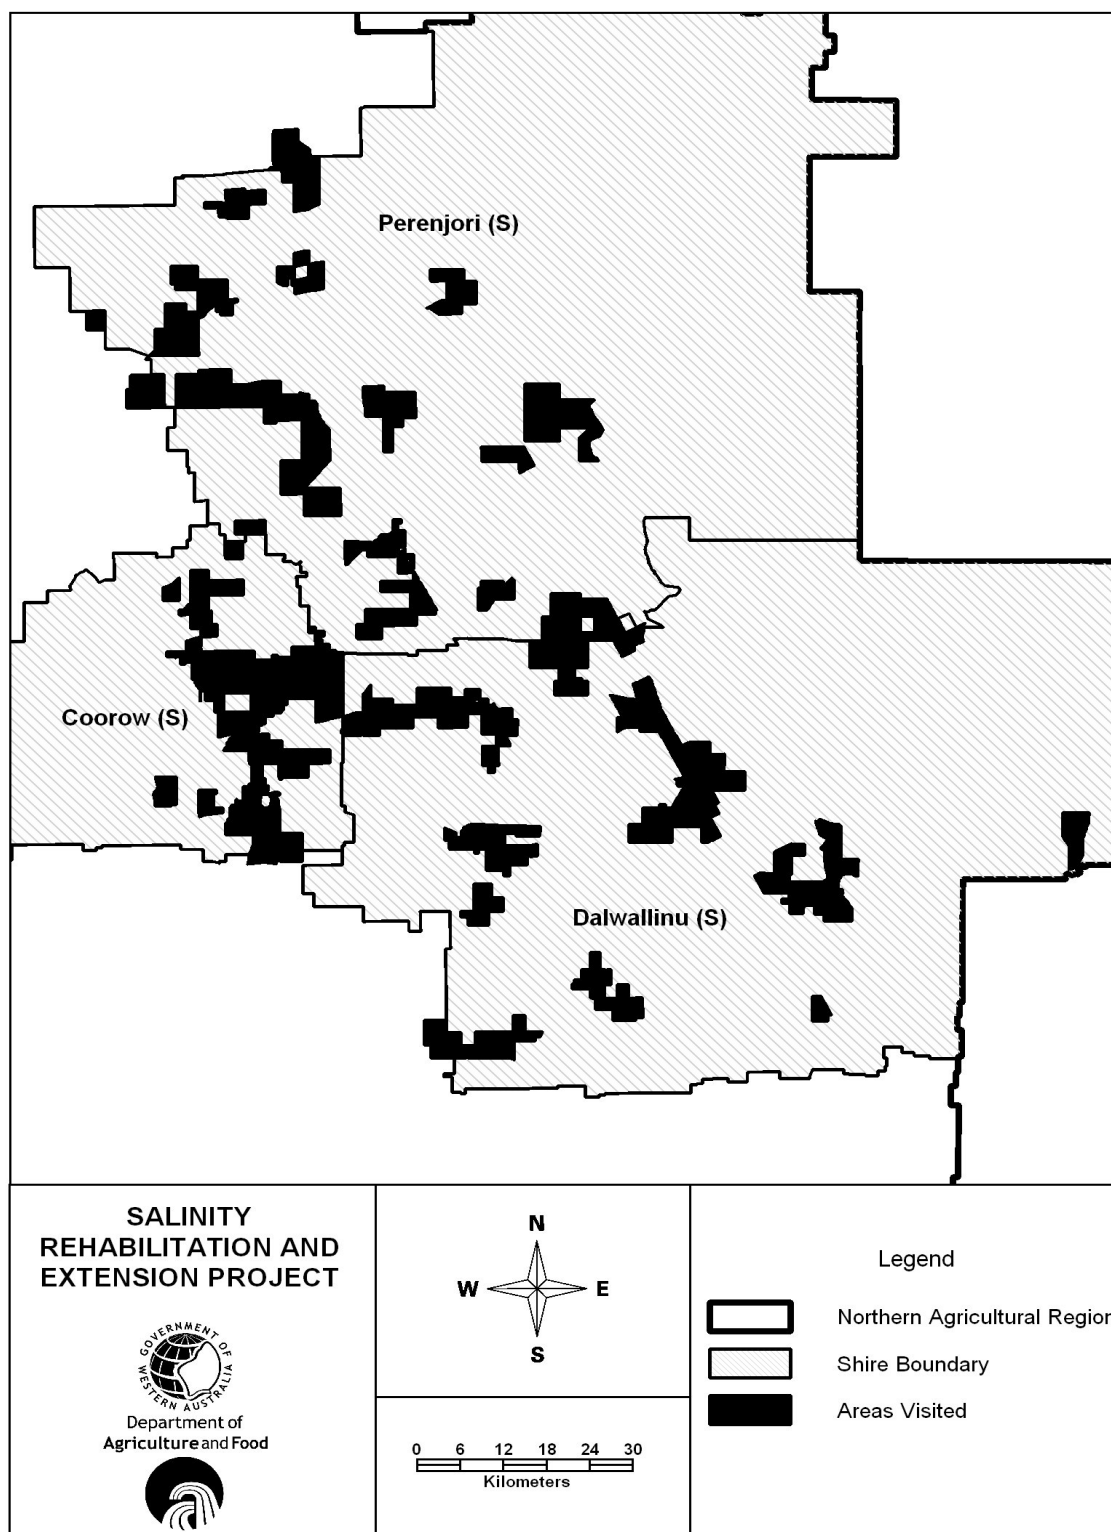 Perenjori (S)
Coorow (S)
Dalwallinu (S)
SALINITY
REHABILITATION AND
EXTENSION PROJECT
GOVERNMENT OF
WESTERN AUSTRALIA
Department of
Agriculture and Food
N
W E
S
0 6 12 18 24 30
Kilometers
Legend
Northern Agricultural Region
Shire Boundary
Areas Visited